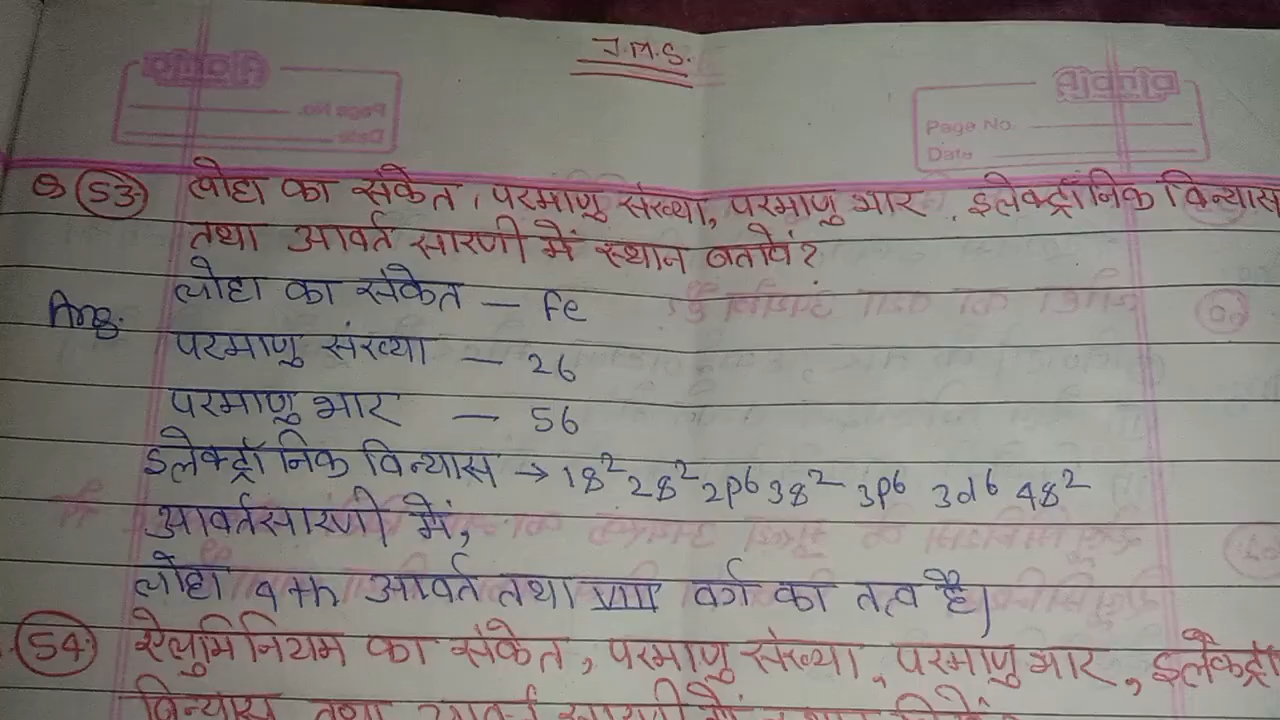 J.M.S.
Page No.
Date
53 लोहा का संकेत, परमाणु संख्या, परमाणु भार, इलेक्ट्रॉनिक विन्यास
तथा आवर्त सारणी में स्थान बतावें?
Ans. लोहा का संकेत — Fe
परमाणु संख्या — 26
परमाणु भार — 56
इलेक्ट्रॉनिक विन्यास → 1s² 2s² 2p⁶ 3s² 3p⁶ 3d⁶ 4s²
आवर्तसारणी में,
लोहा 4th आवर्त तथा VIII वर्ग का तत्व है।
54. ऐलुमिनियम का संकेत, परमाणु संख्या, परमाणु भार, इलेक्ट्रॉ
विन्यास तथा